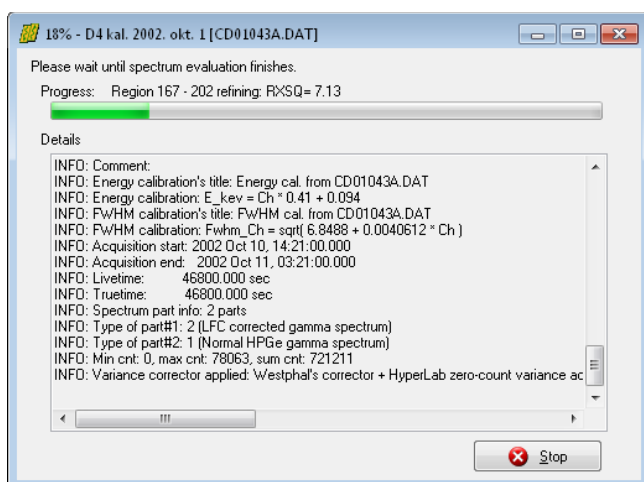 18% - D4 kal. 2002. okt. 1 [CD01043A.DAT]
Please wait until spectrum evaluation finishes.
Progress: Region 167 - 202 refining: RXSQ= 7.13
Details
INFO: Comment:
INFO: Energy calibration's title: Energy cal. from CD01043A.DAT
INFO: Energy calibration: E_kev = Ch * 0.41 + 0.094
INFO: FWHM calibration's title: FWHM cal. from CD01043A.DAT
INFO: FWHM calibration: Fwhm_Ch = sqrt( 6.8488 + 0.0040612 * Ch )
INFO: Acquisition start: 2002 Oct 10, 14:21:00.000
INFO: Acquisition end: 2002 Oct 11, 03:21:00.000
INFO: Livetime: 46800.000 sec
INFO: Truetime: 46800.000 sec
INFO: Spectrum part info: 2 parts
INFO: Type of part#1: 2 (LFC corrected gamma spectrum)
INFO: Type of part#2: 1 (Normal HPGe gamma spectrum)
INFO: Min cnt: 0, max cnt: 78063, sum cnt: 721211
INFO: Variance corrector applied: Westphal's corrector + HyperLab zero-count variance ac
Stop